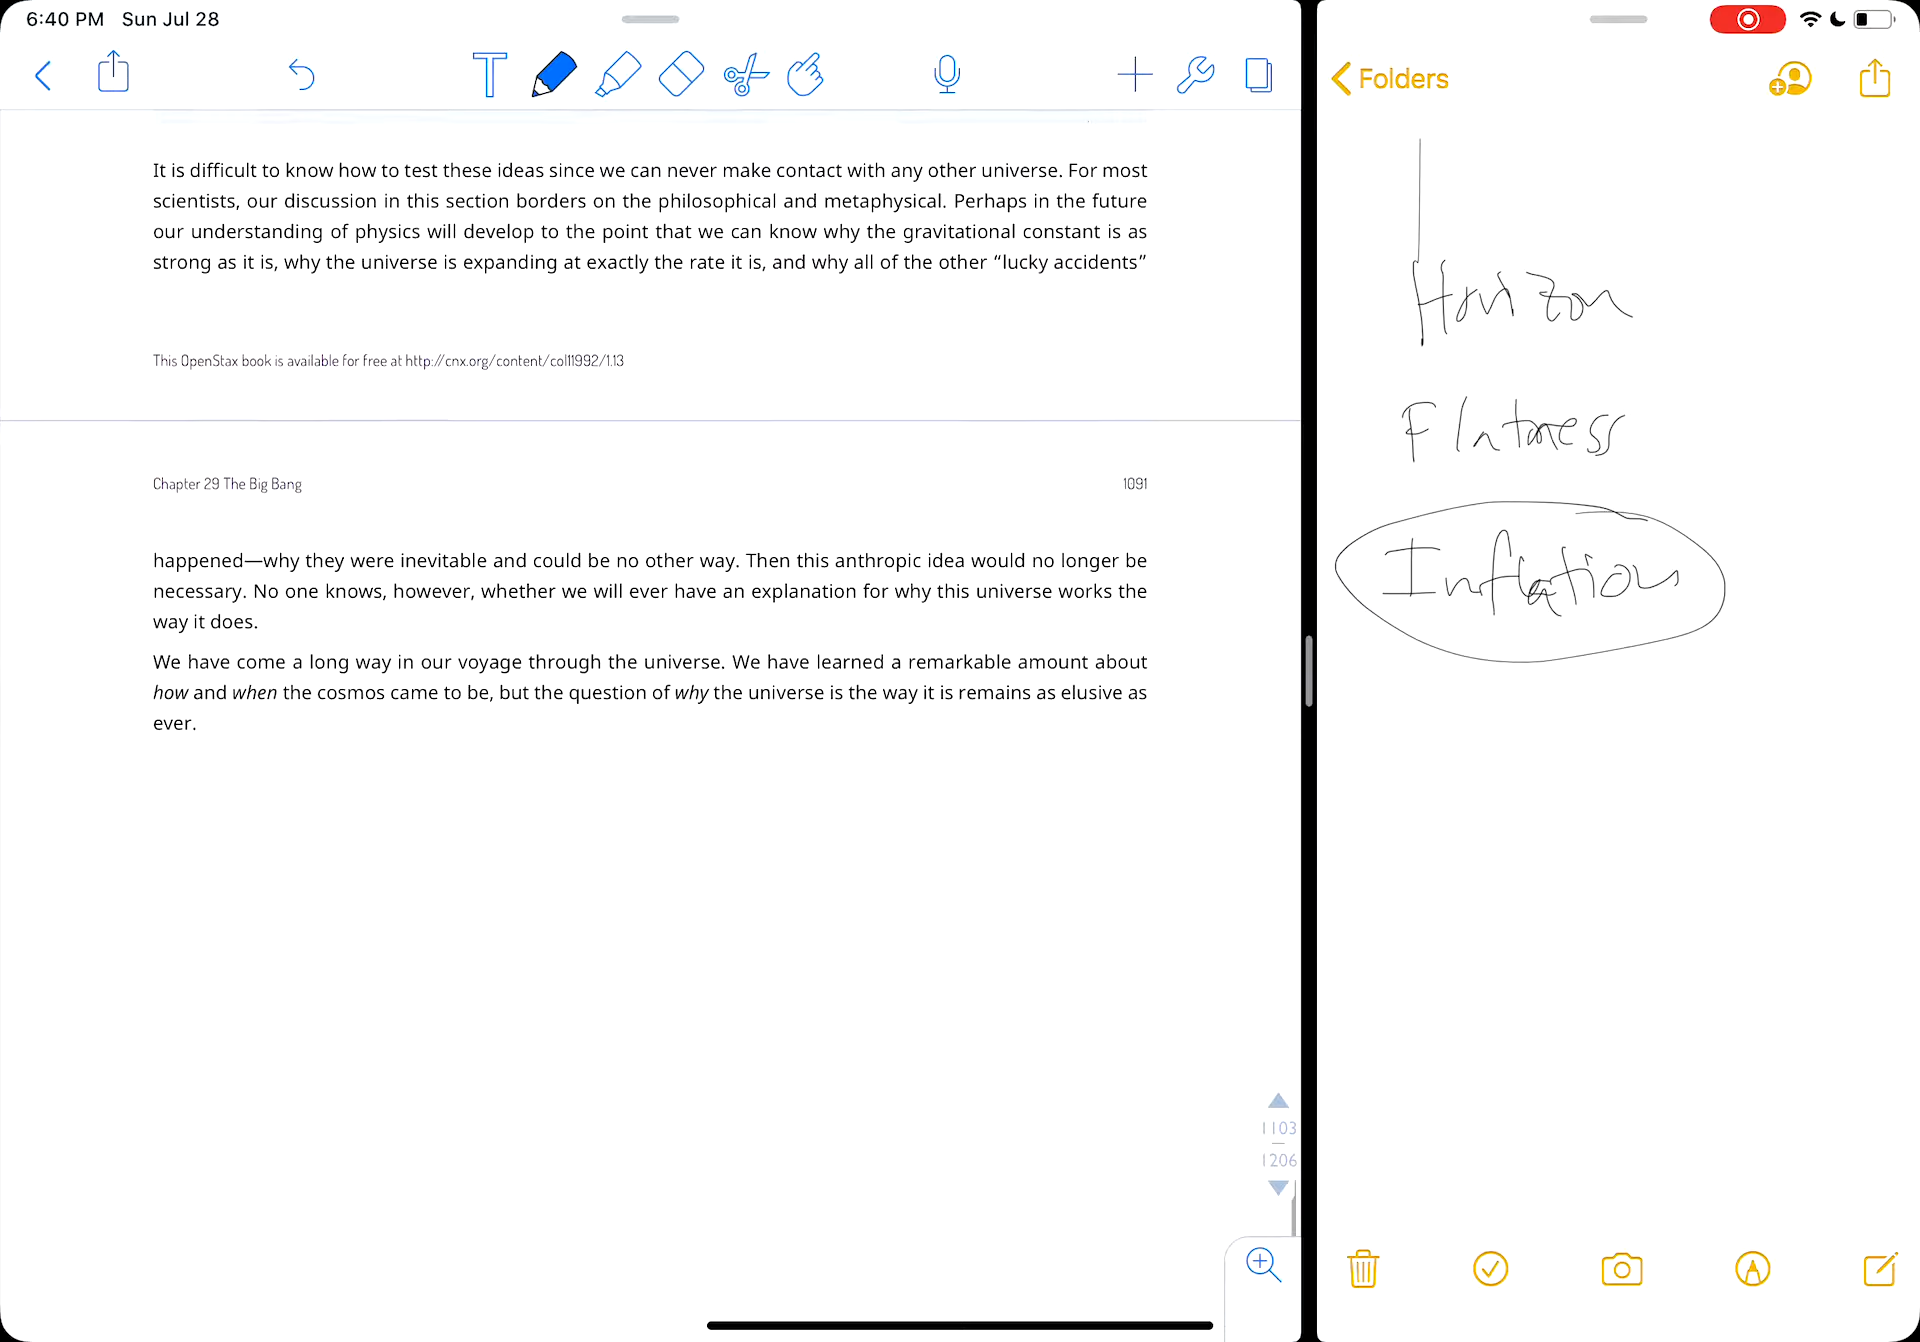 6:40 PM Sun Jul 28
Folders
It is difficult to know how to test these ideas since we can never make contact with any other universe. For most
scientists, our discussion in this section borders on the philosophical and metaphysical. Perhaps in the future
our understanding of physics will develop to the point that we can know why the gravitational constant is as
strong as it is, why the universe is expanding at exactly the rate it is, and why all of the other “lucky accidents”
This OpenStax book is available for free at http://cnx.org/content/col11992/1.13
Chapter 29 The Big Bang 1091
happened—why they were inevitable and could be no other way. Then this anthropic idea would no longer be
necessary. No one knows, however, whether we will ever have an explanation for why this universe works the
way it does.
We have come a long way in our voyage through the universe. We have learned a remarkable amount about
how and when the cosmos came to be, but the question of why the universe is the way it is remains as elusive as
ever.
1103
1206
Horizon
Flatness
Inflation